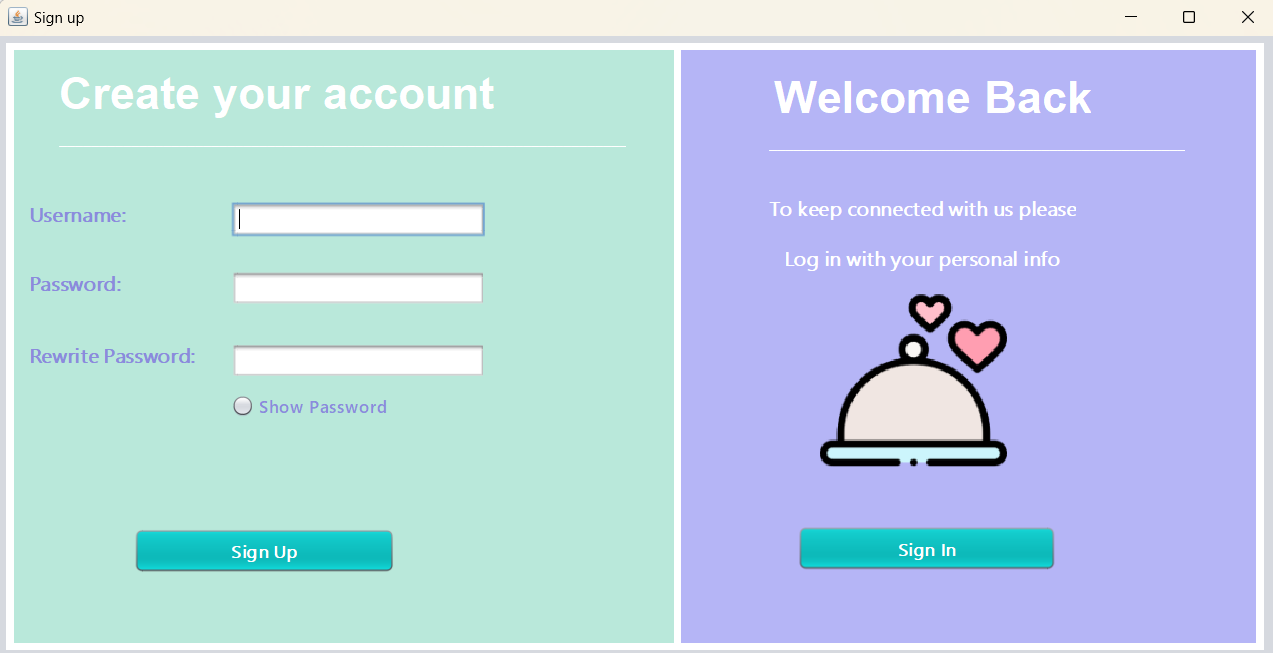 Sign up
Create your account
Username:
Password:
Rewrite Password:
Show Password
Sign Up
Welcome Back
To keep connected with us please
Log in with your personal info
Sign In